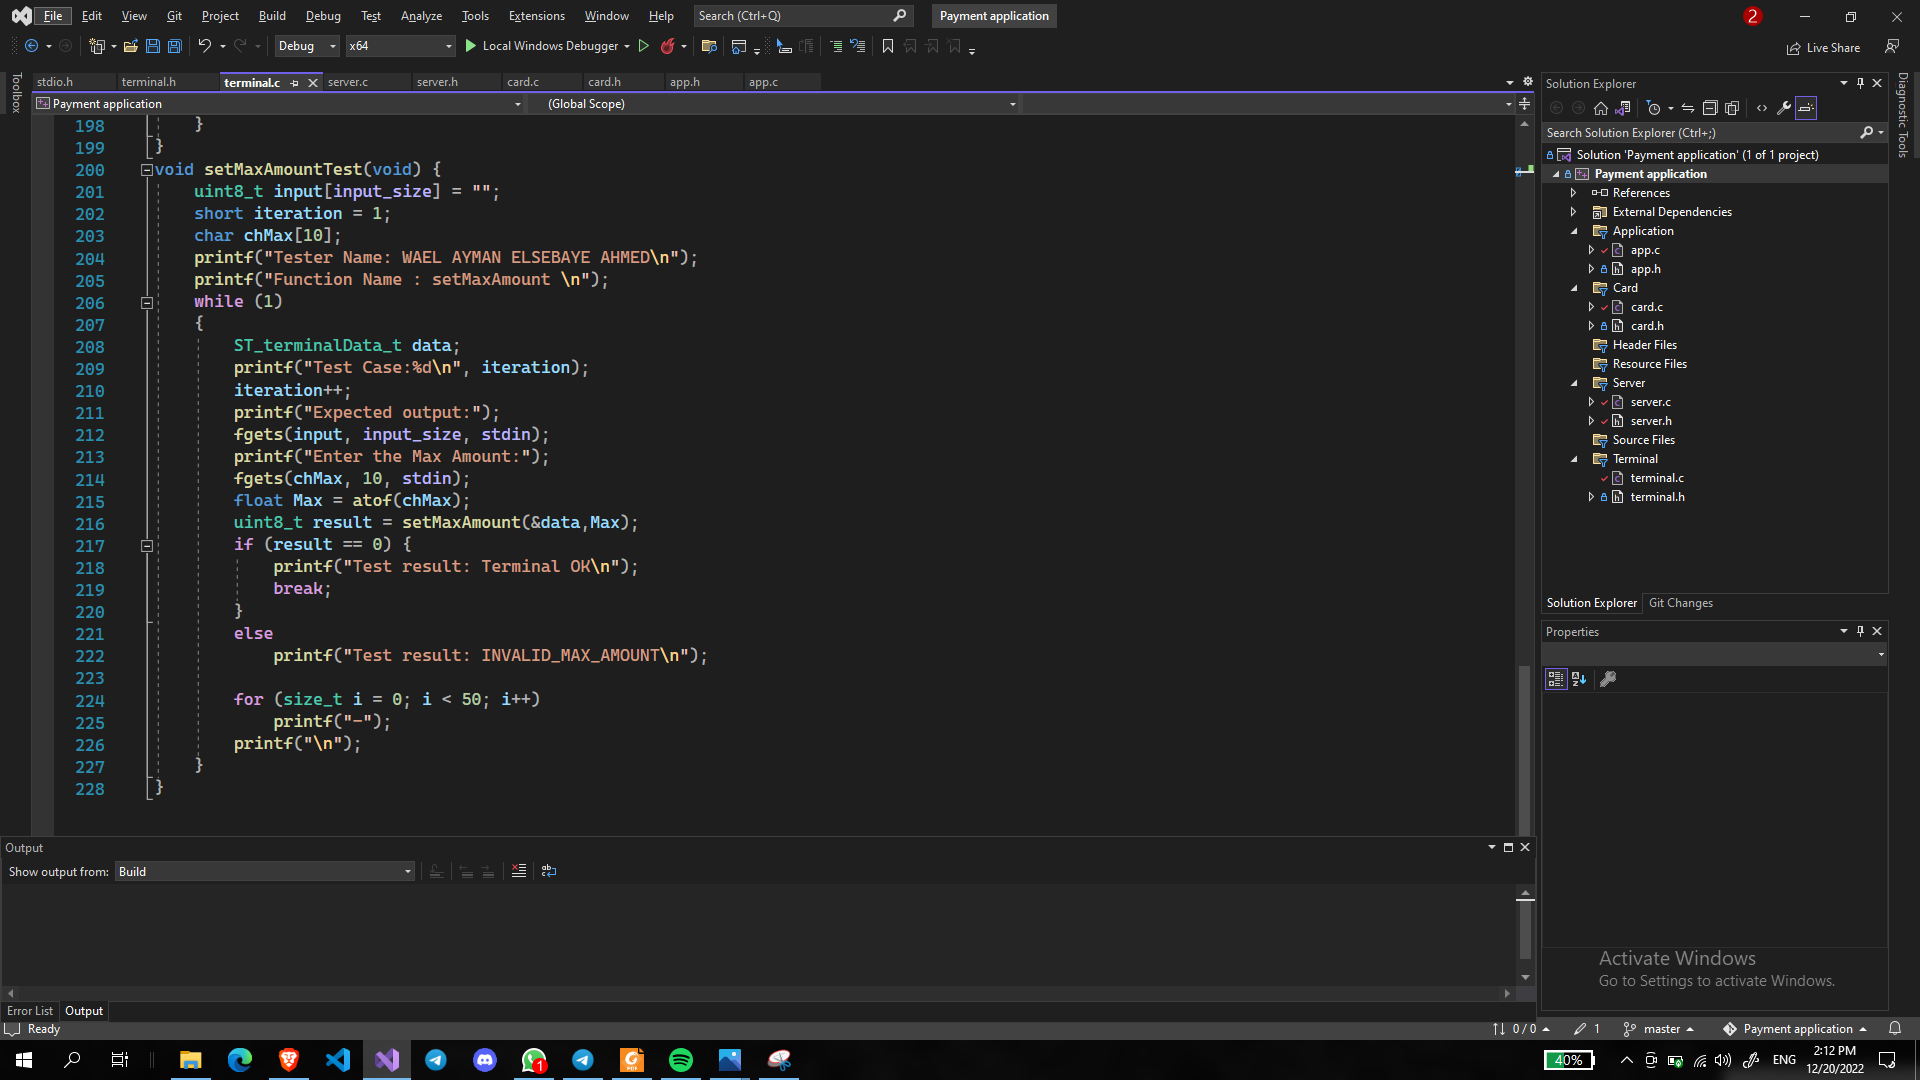 File Edit View Git Project Build Debug Test Analyze Tools Extensions Window Help Search (Ctrl+Q) Payment application 2
Debug x64 Local Windows Debugger Live Share
Toolbox
stdio.h terminal.h terminal.c server.c server.h card.c card.h app.h app.c
Payment application (Global Scope)
198 }
199 }
200 void setMaxAmountTest(void) {
201 uint8_t input[input_size] = "";
202 short iteration = 1;
203 char chMax[10];
204 printf("Tester Name: WAEL AYMAN ELSEBAYE AHMED\n");
205 printf("Function Name : setMaxAmount \n");
206 while (1)
207 {
208 ST_terminalData_t data;
209 printf("Test Case:%d\n", iteration);
210 iteration++;
211 printf("Expected output:");
212 fgets(input, input_size, stdin);
213 printf("Enter the Max Amount:");
214 fgets(chMax, 10, stdin);
215 float Max = atof(chMax);
216 uint8_t result = setMaxAmount(&data,Max);
217 if (result == 0) {
218 printf("Test result: Terminal OK\n");
219 break;
220 }
221 else
222 printf("Test result: INVALID_MAX_AMOUNT\n");
223
224 for (size_t i = 0; i < 50; i++)
225 printf("-");
226 printf("\n");
227 }
228 }
Output
Show output from: Build
Error List Output
Solution Explorer
Search Solution Explorer (Ctrl+;)
Solution 'Payment application' (1 of 1 project)
Payment application
References
External Dependencies
Application
app.c
app.h
Card
card.c
card.h
Header Files
Resource Files
Server
server.c
server.h
Source Files
Terminal
terminal.c
terminal.h
Solution Explorer Git Changes
Properties
Diagnostic Tools
Activate Windows
Go to Settings to activate Windows.
Ready 0 / 0 1 master Payment application
1 40% ENG 2:12 PM
12/20/2022